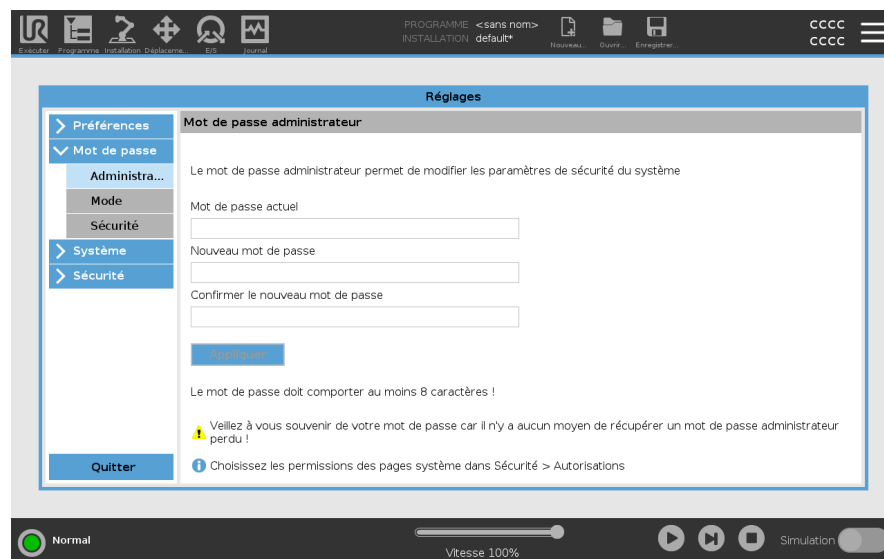 PROGRAMME <sans nom>
INSTALLATION default*
UR
Exécuter
Programme
Installation
Déplaceme...
E/S
Journal
Nouveau...
Ouvrir...
Enregistrer...
CCCC
CCCC
Réglages
Préférences
Mot de passe
Administra...
Mode
Sécurité
Système
Sécurité
Quitter
Mot de passe administrateur
Le mot de passe administrateur permet de modifier les paramètres de sécurité du système
Mot de passe actuel
Nouveau mot de passe
Confirmer le nouveau mot de passe
Appliquer
Le mot de passe doit comporter au moins 8 caractères !
Veillez à vous souvenir de votre mot de passe car il n'y a aucun moyen de récupérer un mot de passe administrateur
perdu !
Choisissez les permissions des pages système dans Sécurité > Autorisations
Normal
Vitesse 100%
Simulation